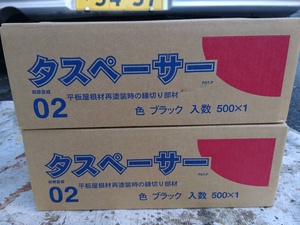 タスペーサー
02
平板屋根材再塗装時の縁切り部材
色 ブラック 入数 500×1
タスペーサー
02
平板屋根材再塗装時の縁切り部材
色 ブラック 入数 500×1